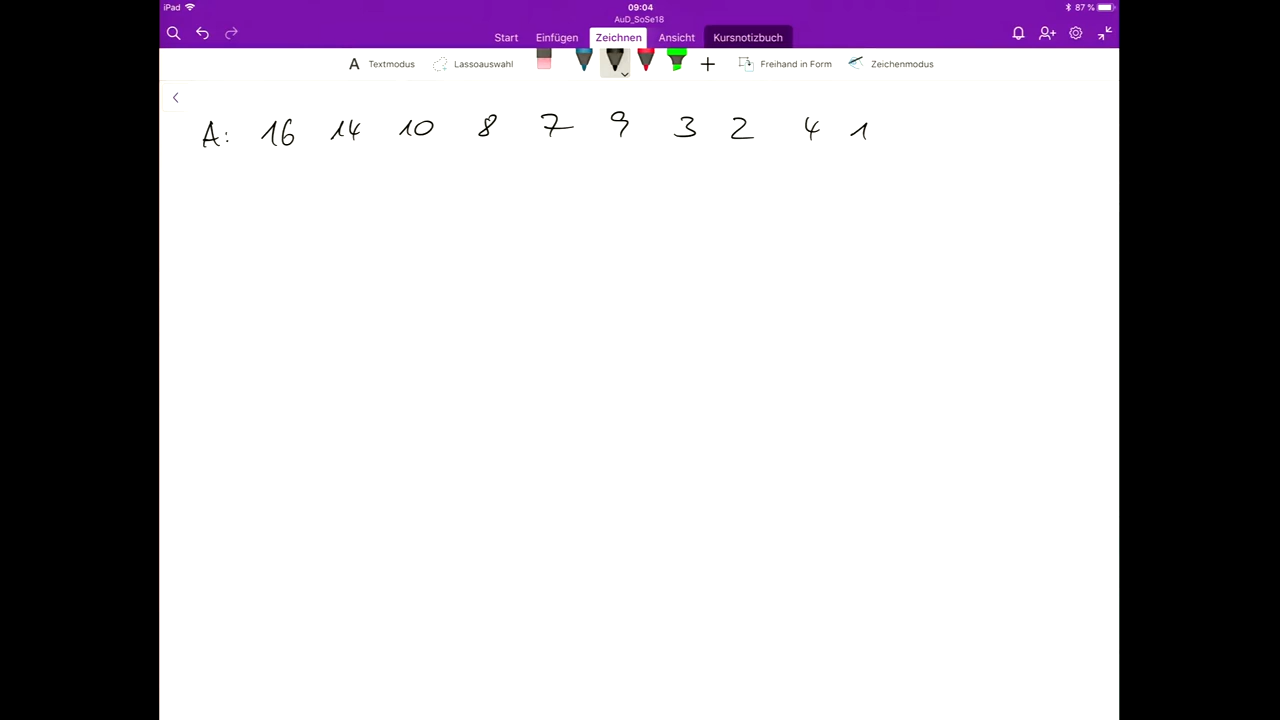 iPad 09:04 87 %
AuD_SoSe18
Start Einfügen Zeichnen Ansicht Kursnotizbuch
A Textmodus Lassoauswahl Freihand in Form Zeichenmodus
A: 16 14 10 8 7 9 3 2 4 1